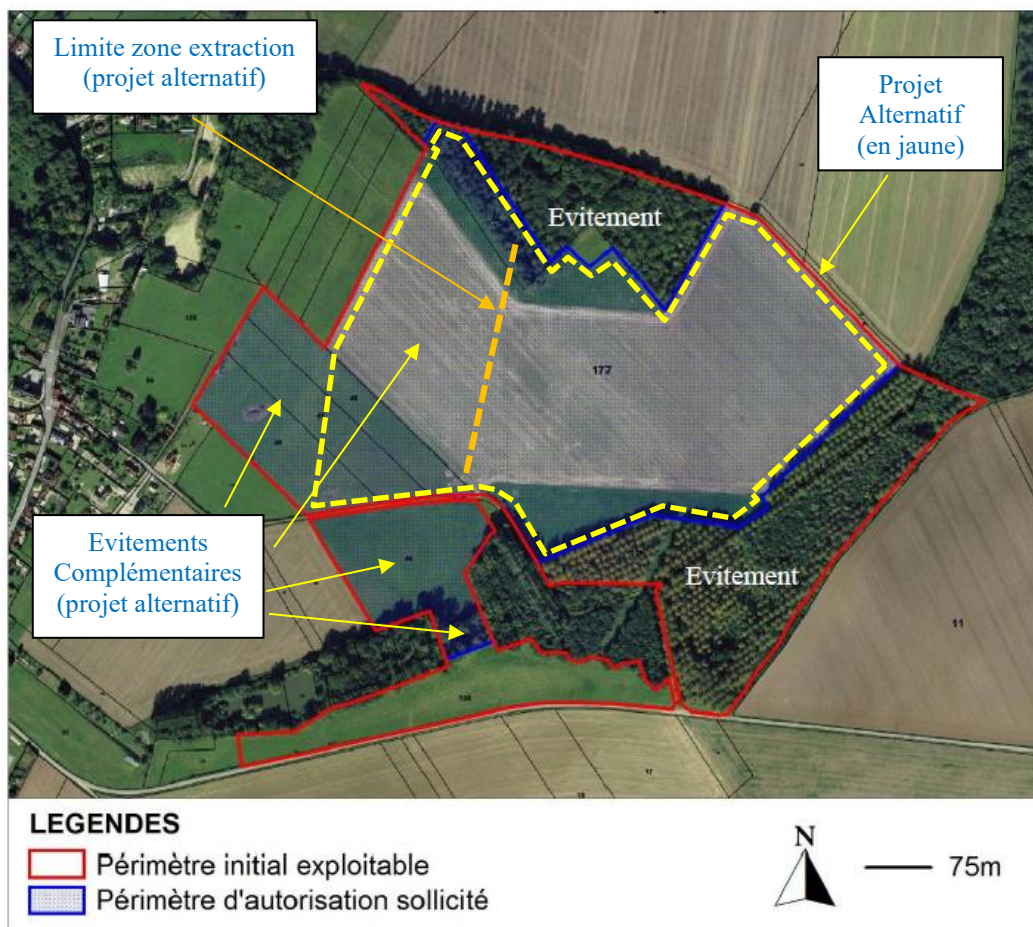 Limite zone extraction
(projet alternatif)
Projet
Alternatif
(en jaune)
Evitement
177
Evitements
Complémentaires
(projet alternatif)
Evitement
11
17
LEGENDES
Périmètre initial exploitable
Périmètre d'autorisation sollicité
N
75m